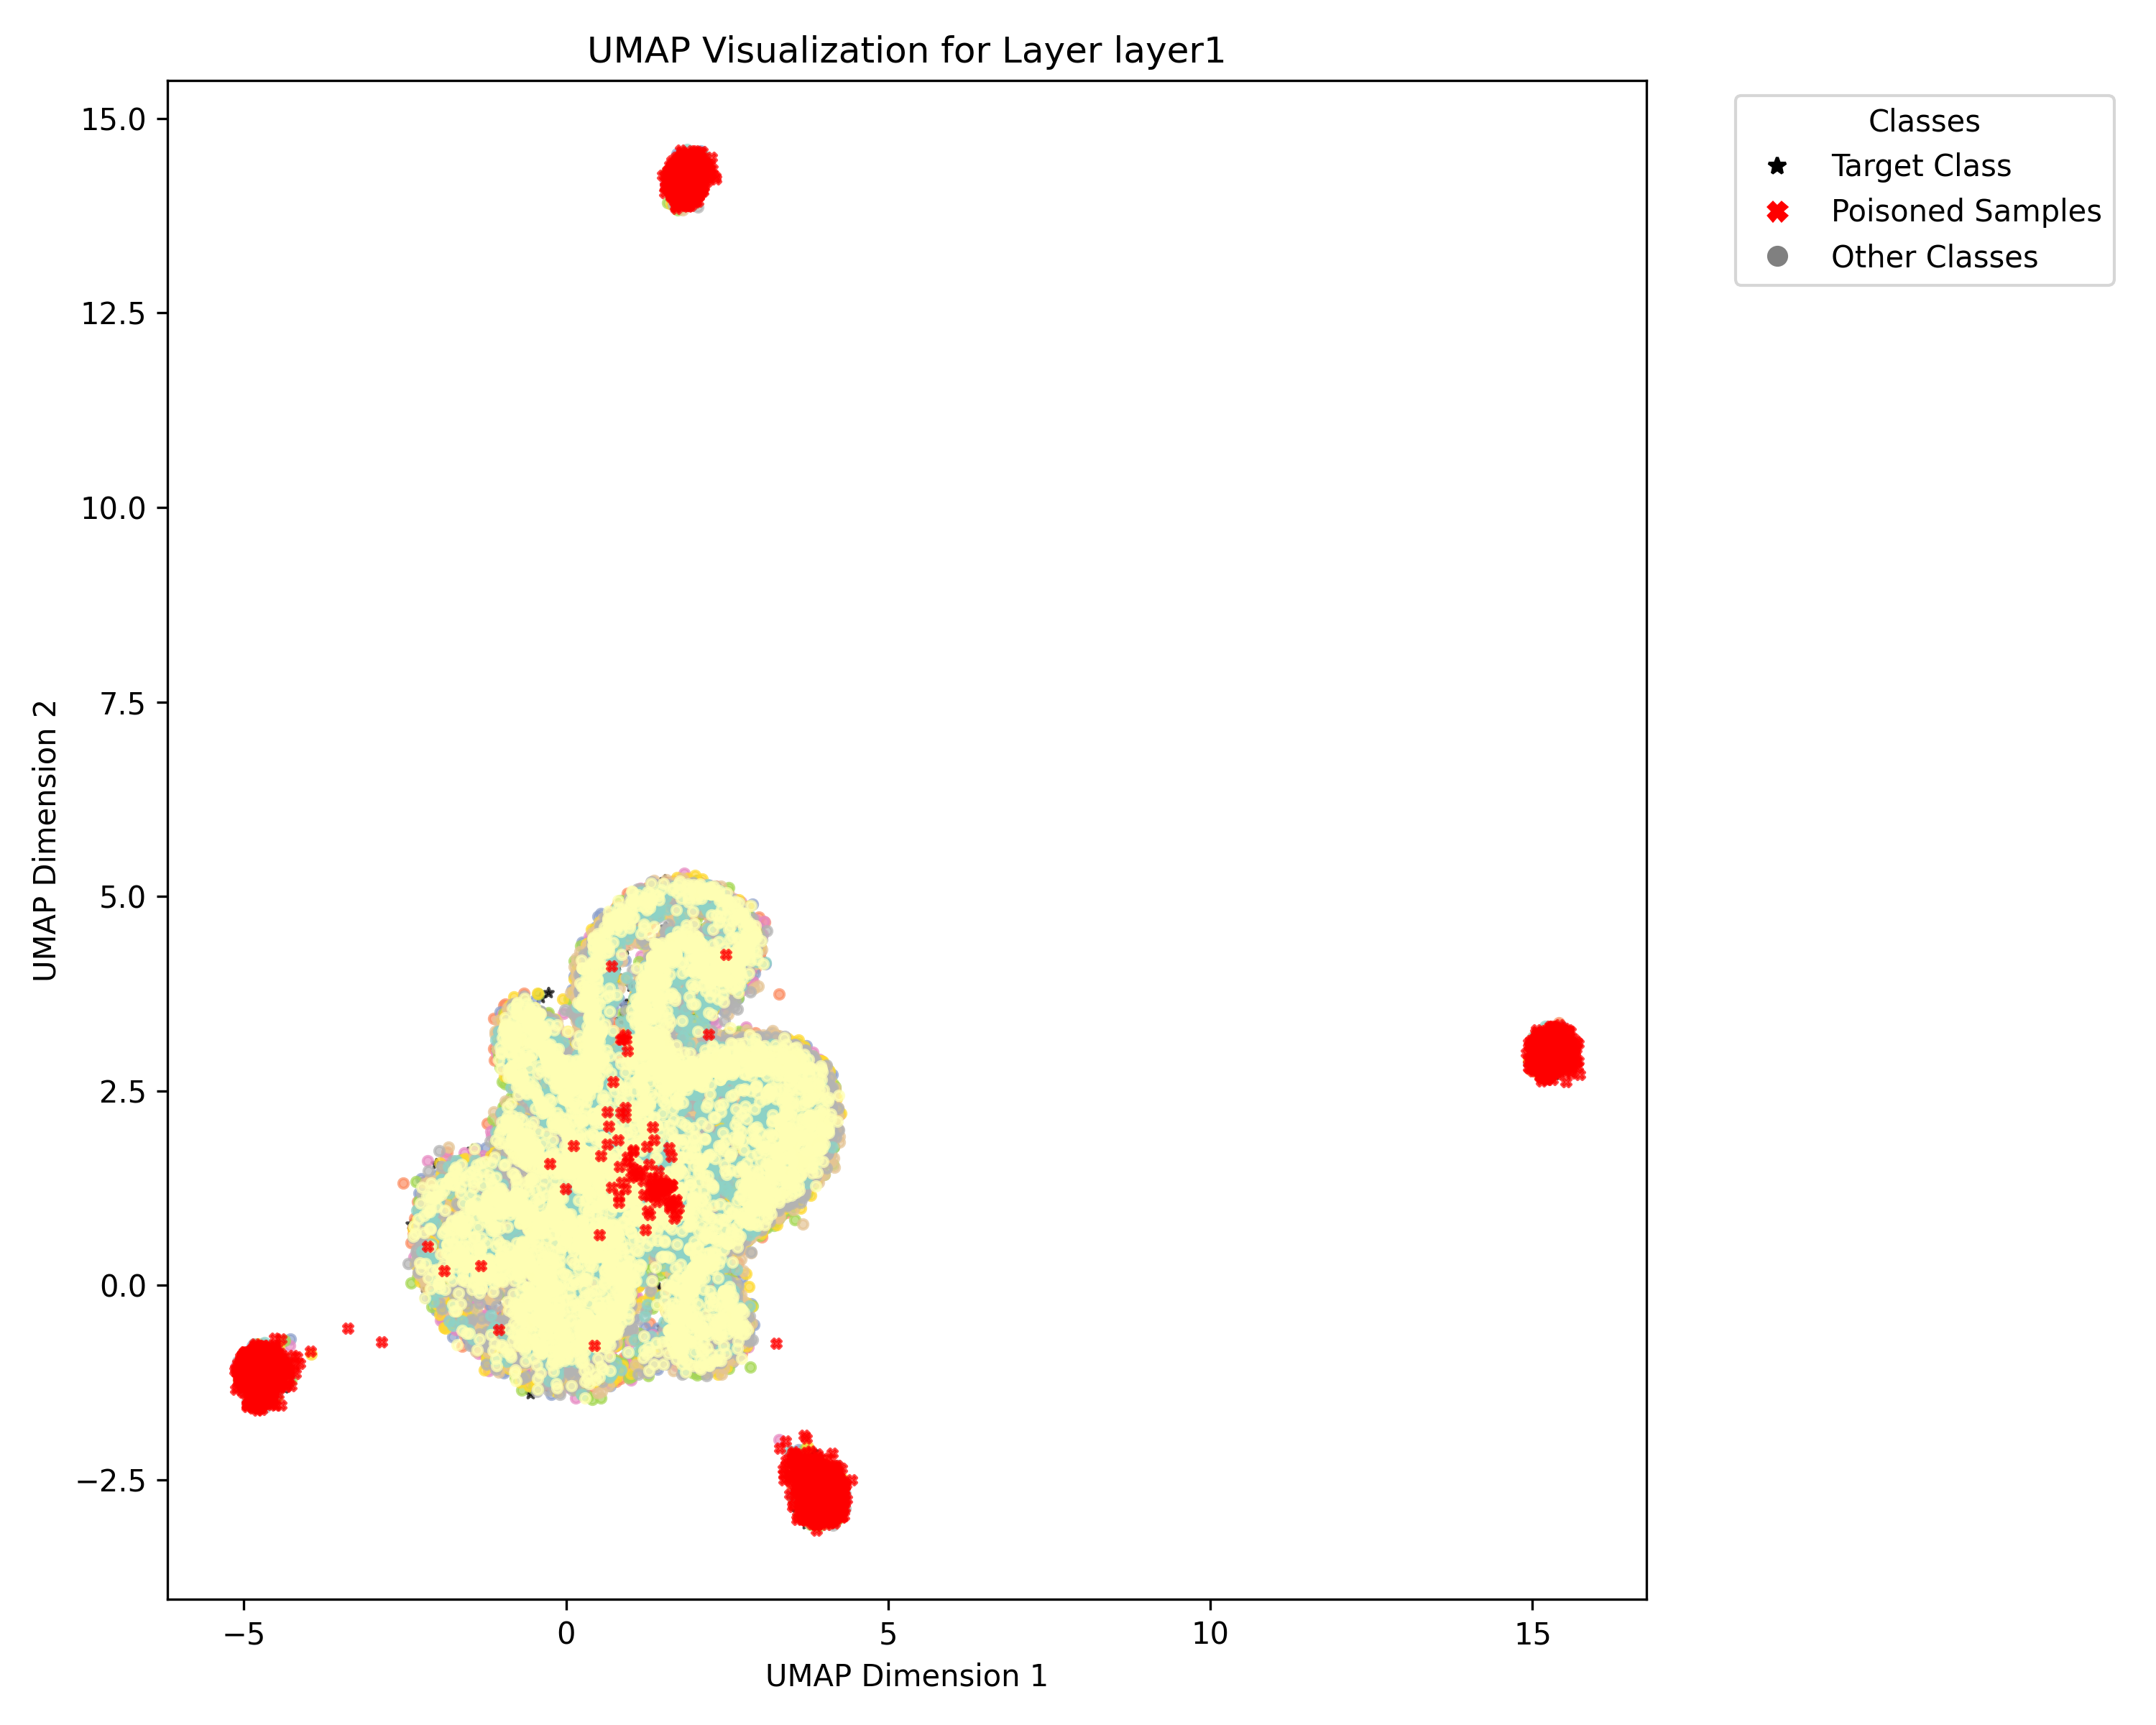 UMAP Visualization for Layer layer1
Classes
Target Class
Poisoned Samples
Other Classes
15.0
12.5
10.0
7.5
5.0
2.5
0.0
−2.5
UMAP Dimension 2
−5
0
5
10
15
UMAP Dimension 1